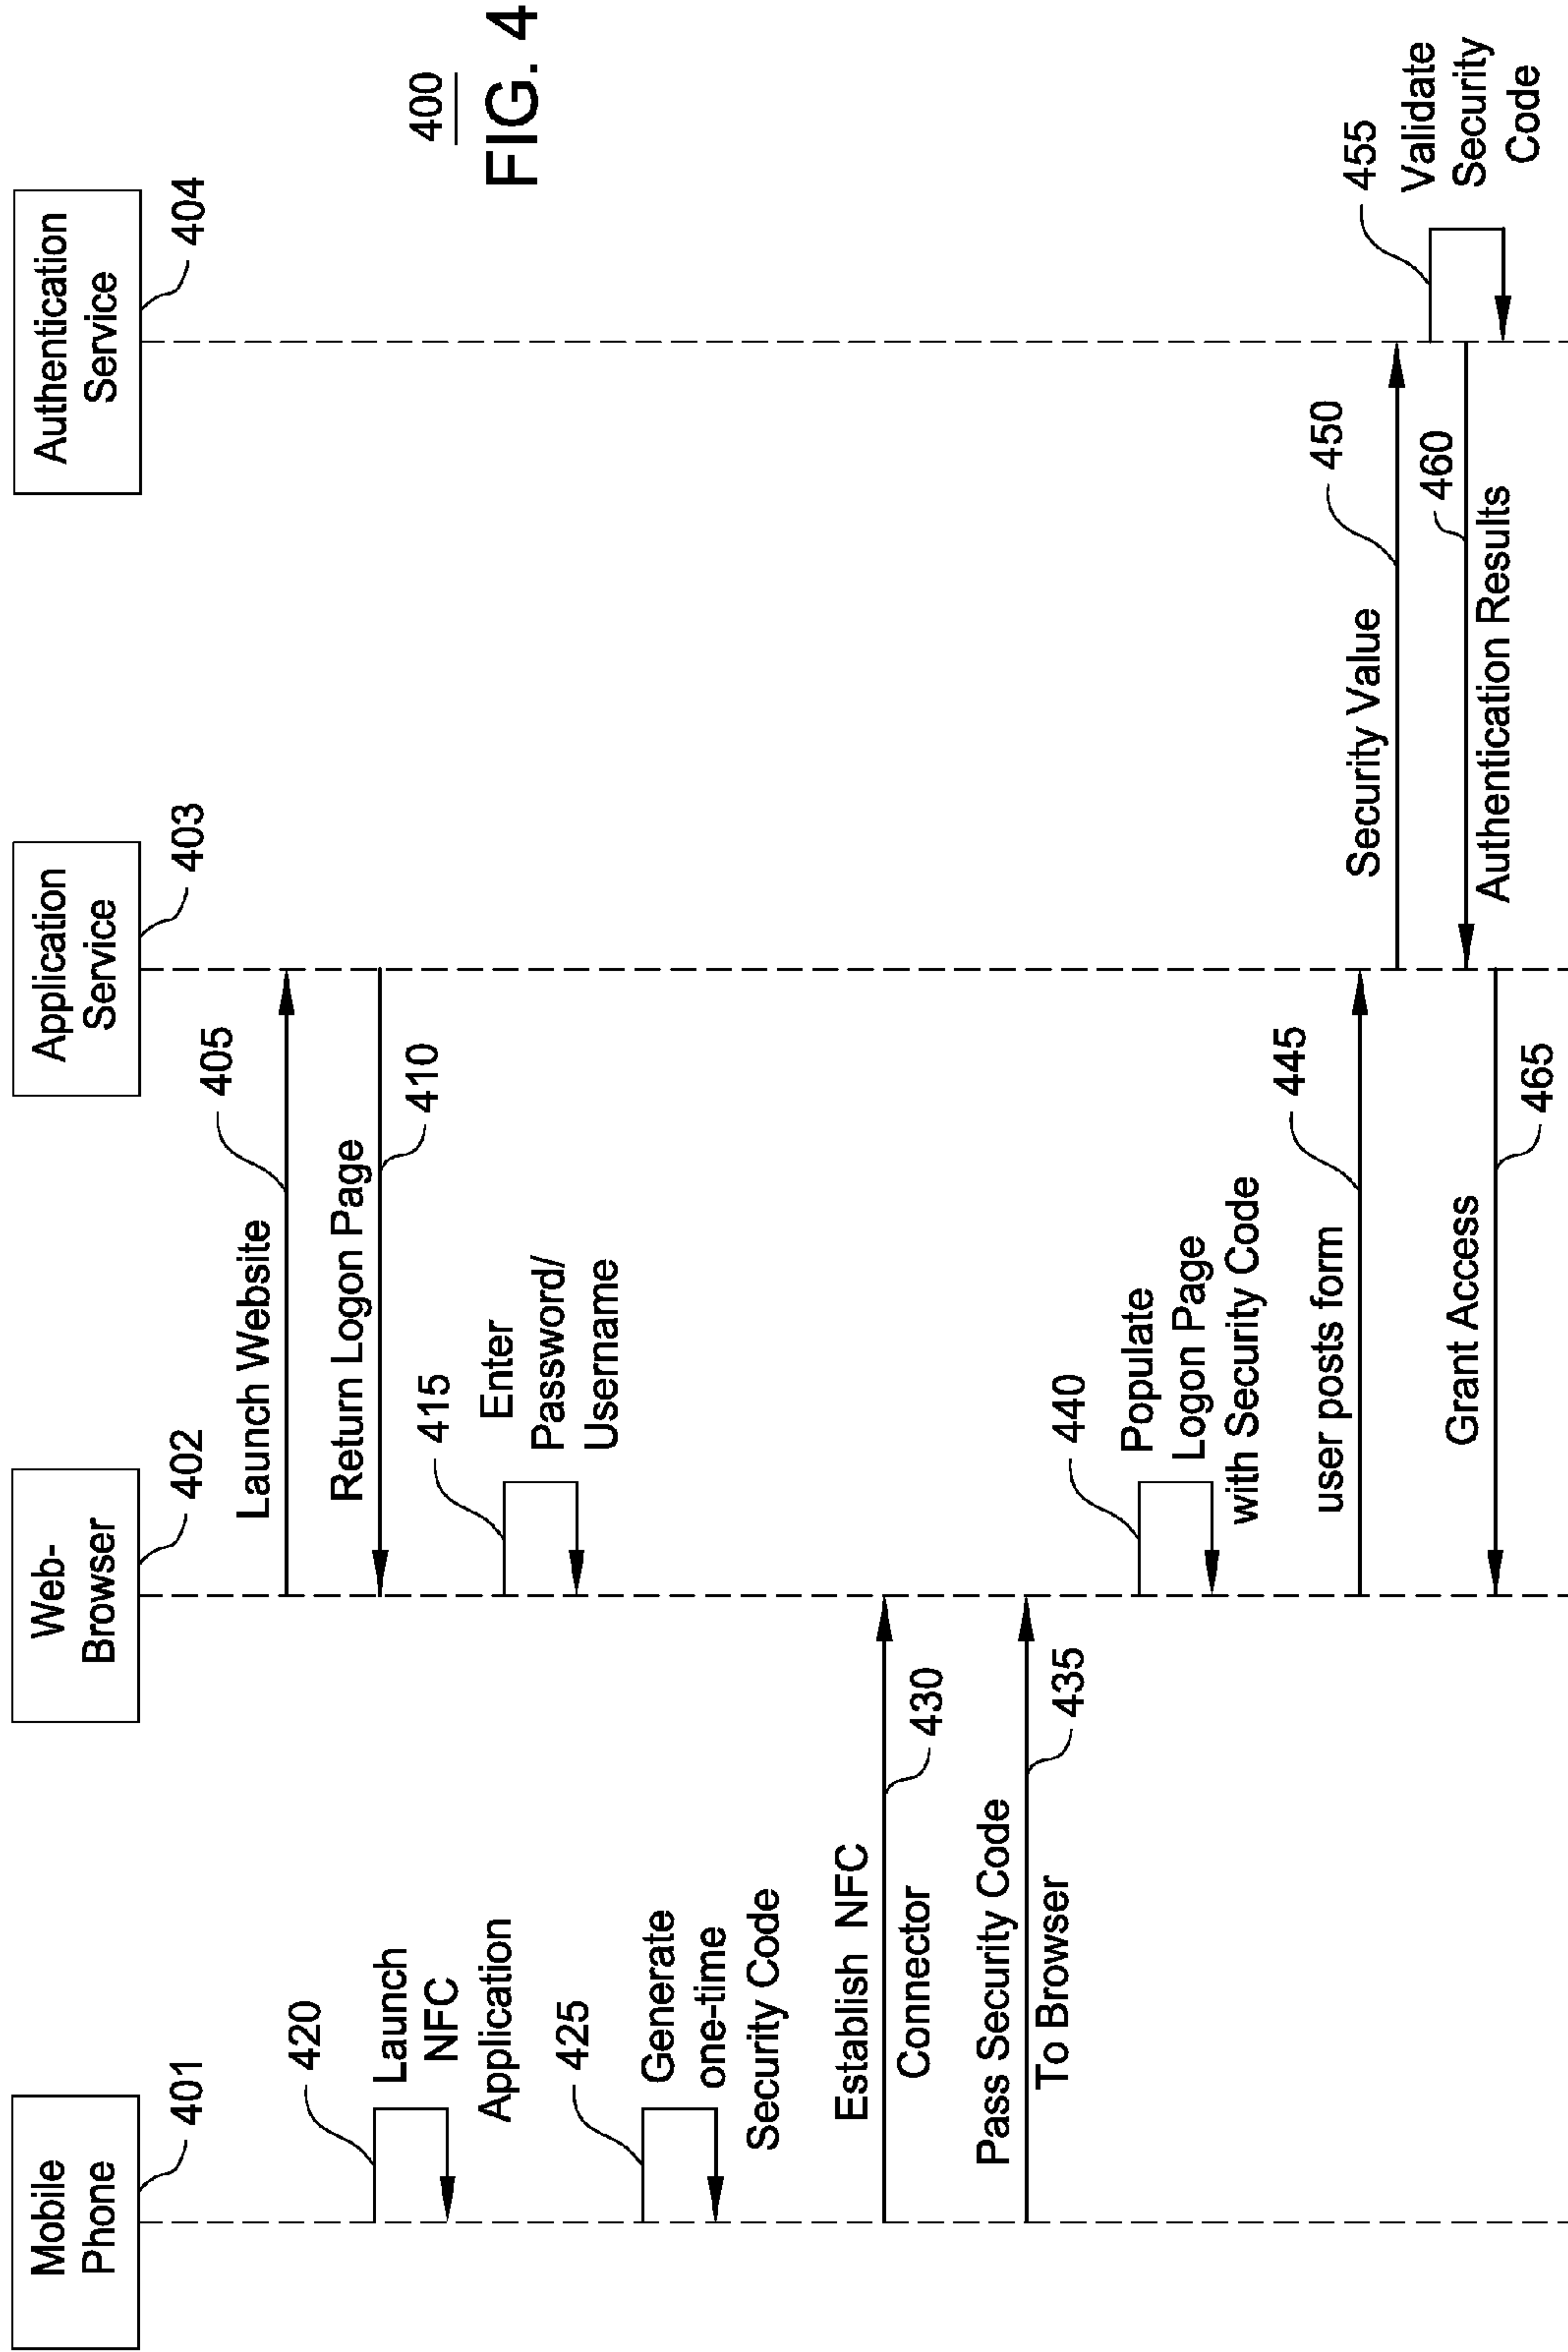 Mobile
Phone
401
Web-
Browser
402
Application
Service
403
Authentication
Service
404
Launch Website
405
Return Logon Page
410
420
Launch
NFC
Application
415
Enter
Password/
Username
425
Generate
one-time
Security Code
Establish NFC
Connector
430
Pass Security Code
To Browser
435
440
Populate
Logon Page
with Security Code
user posts form
445
Security Value
450
455
Validate
Security
Code
460
Authentication Results
Grant Access
465
400
FIG. 4